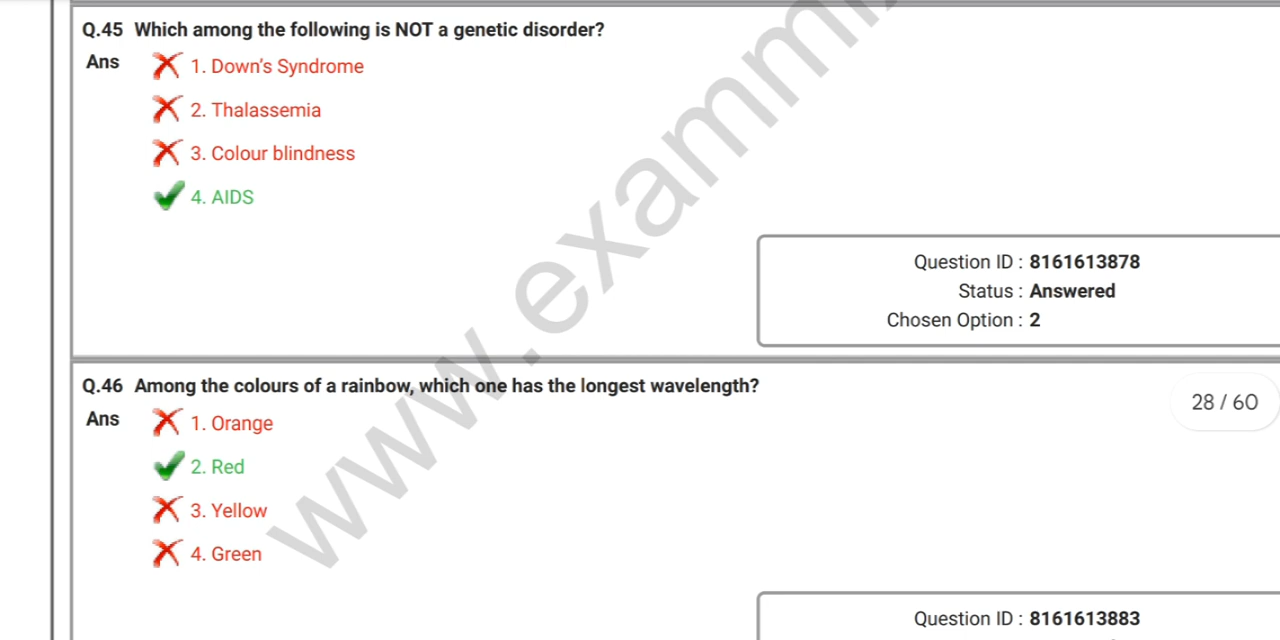 Q.45 Which among the following is NOT a genetic disorder?
Ans 1. Down's Syndrome
2. Thalassemia
3. Colour blindness
4. AIDS
Question ID : 8161613878
Status : Answered
Chosen Option : 2
Q.46 Among the colours of a rainbow, which one has the longest wavelength?
28 / 60
Ans 1. Orange
2. Red
3. Yellow
4. Green
Question ID : 8161613883
www.examm